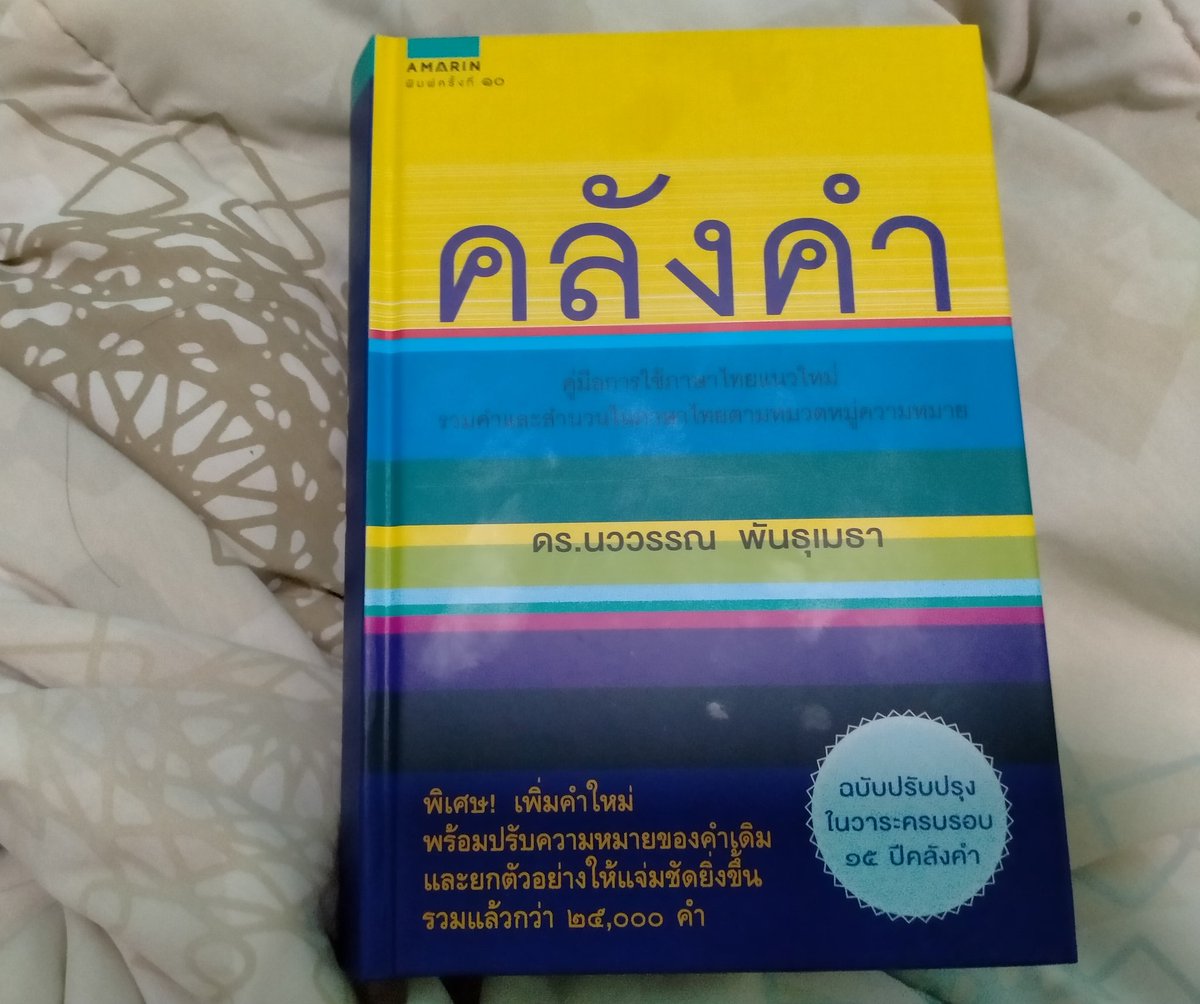 AMARIN
พิมพ์ครั้งที่ ๑๐
คลังคำ
คู่มือการใช้ภาษาไทยแนวใหม่
รวมคำและสำนวนในภาษาไทยตามหมวดหมู่ความหมาย
ดร.นววรรณ พันธุเมธา
พิเศษ! เพิ่มคำใหม่
พร้อมปรับความหมายของคำเดิม
และยกตัวอย่างให้แจ่มชัดยิ่งขึ้น
รวมแล้วกว่า ๒๕,๐๐๐ คำ
ฉบับปรับปรุง
ในวาระครบรอบ
๑๕ ปีคลังคำ